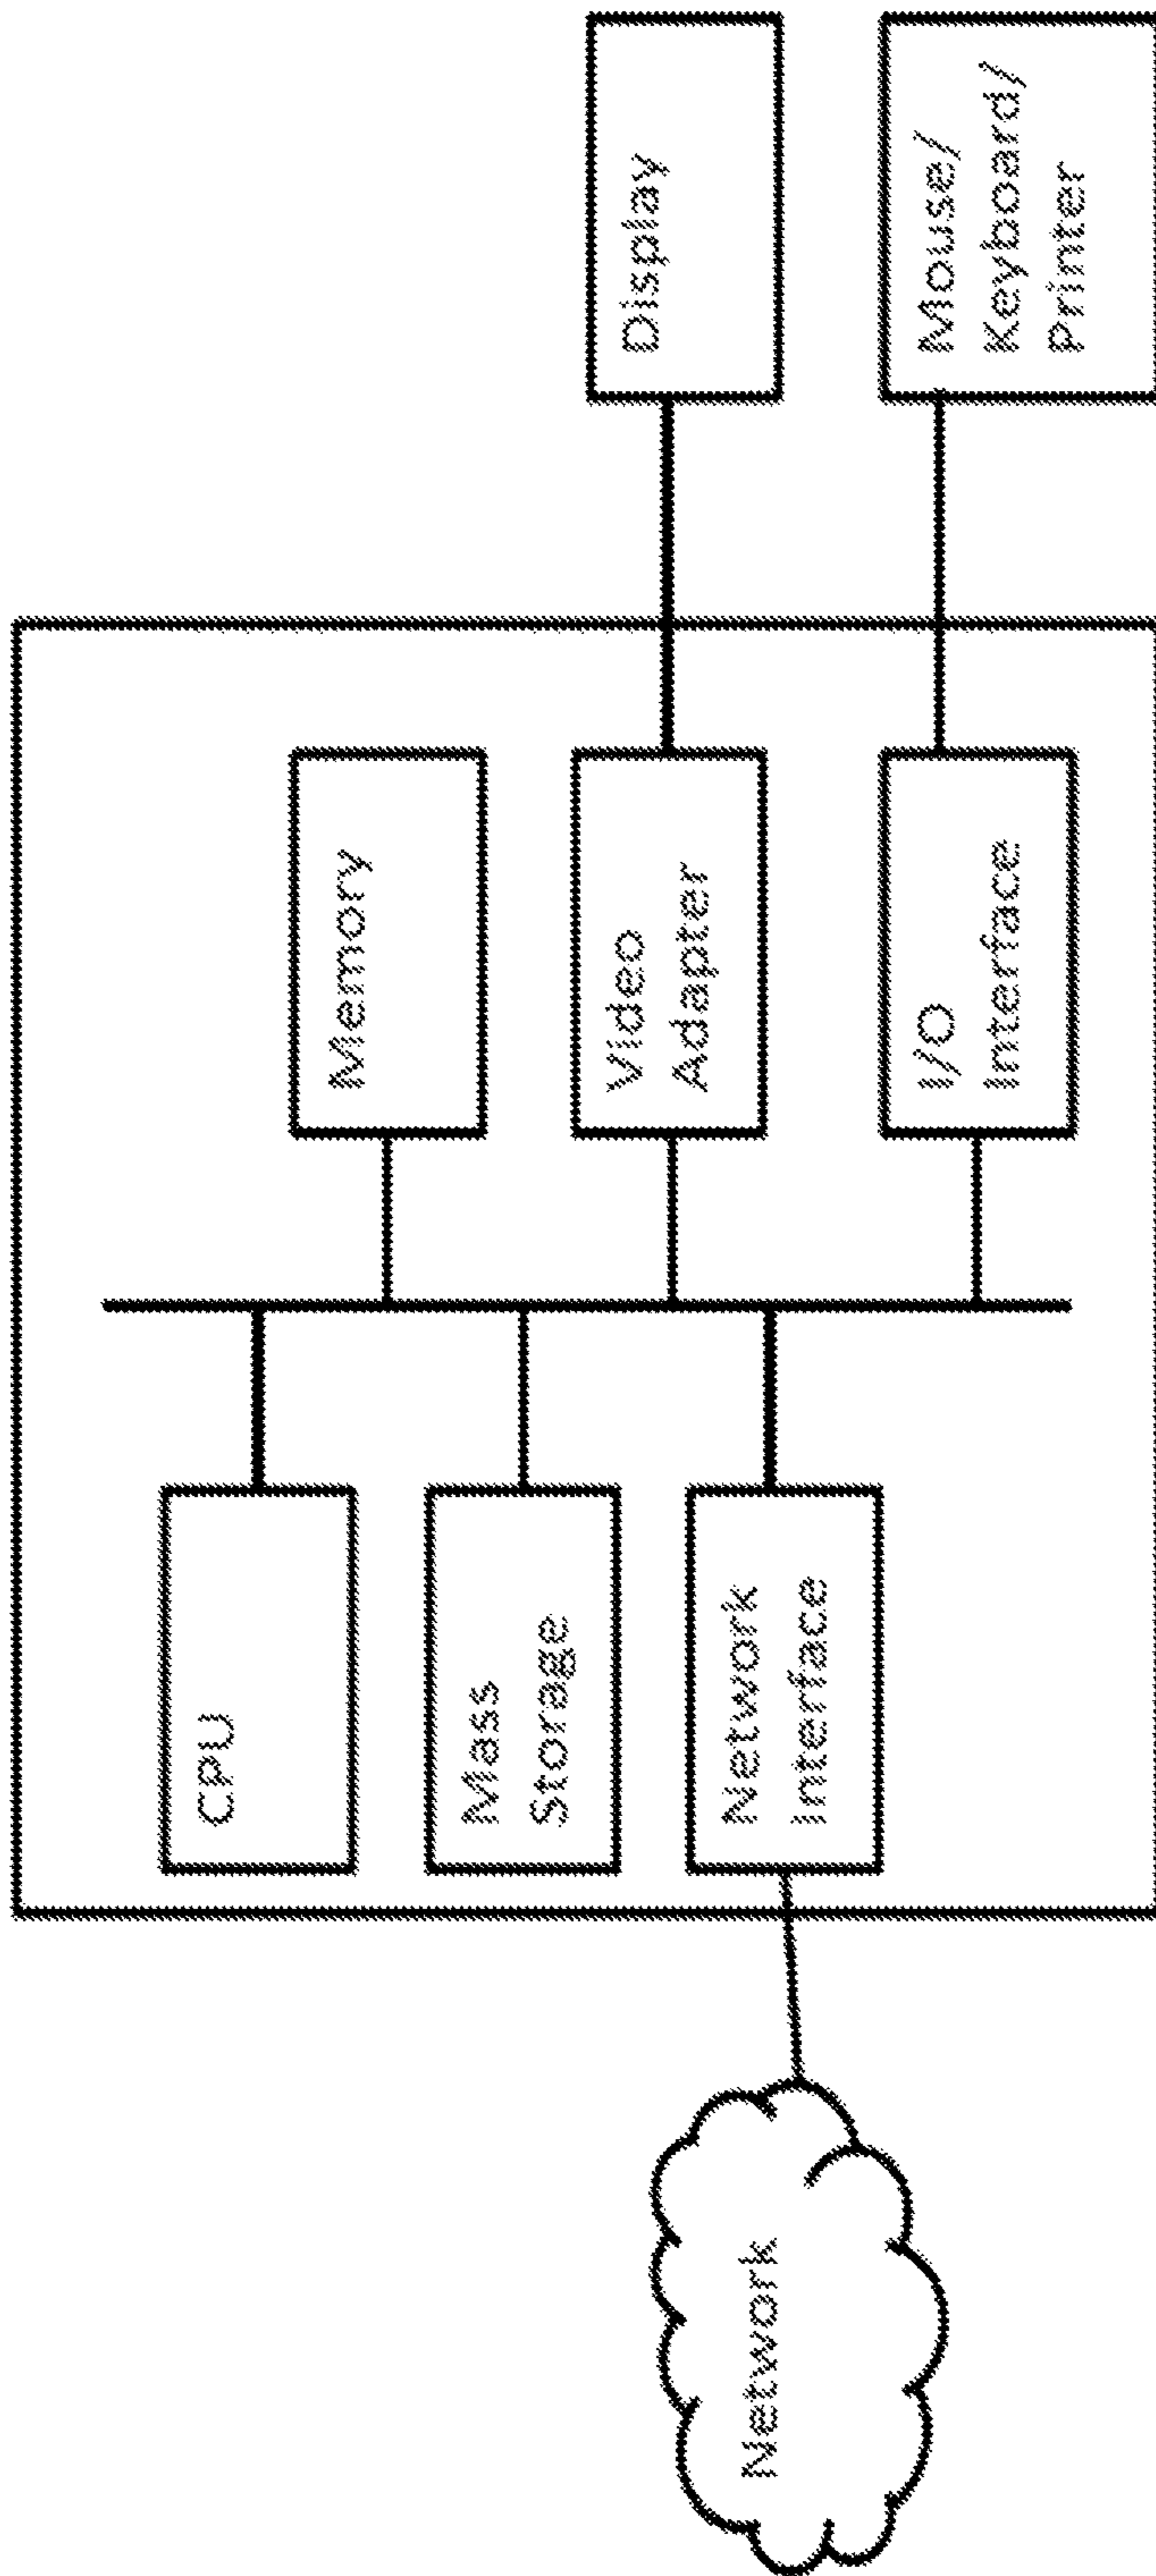 CPU
Memory
Mass
Storage
Video
Adapter
Display
Network
Interface
I/O
Interface
Mouse/
Keyboard/
Printer
Network